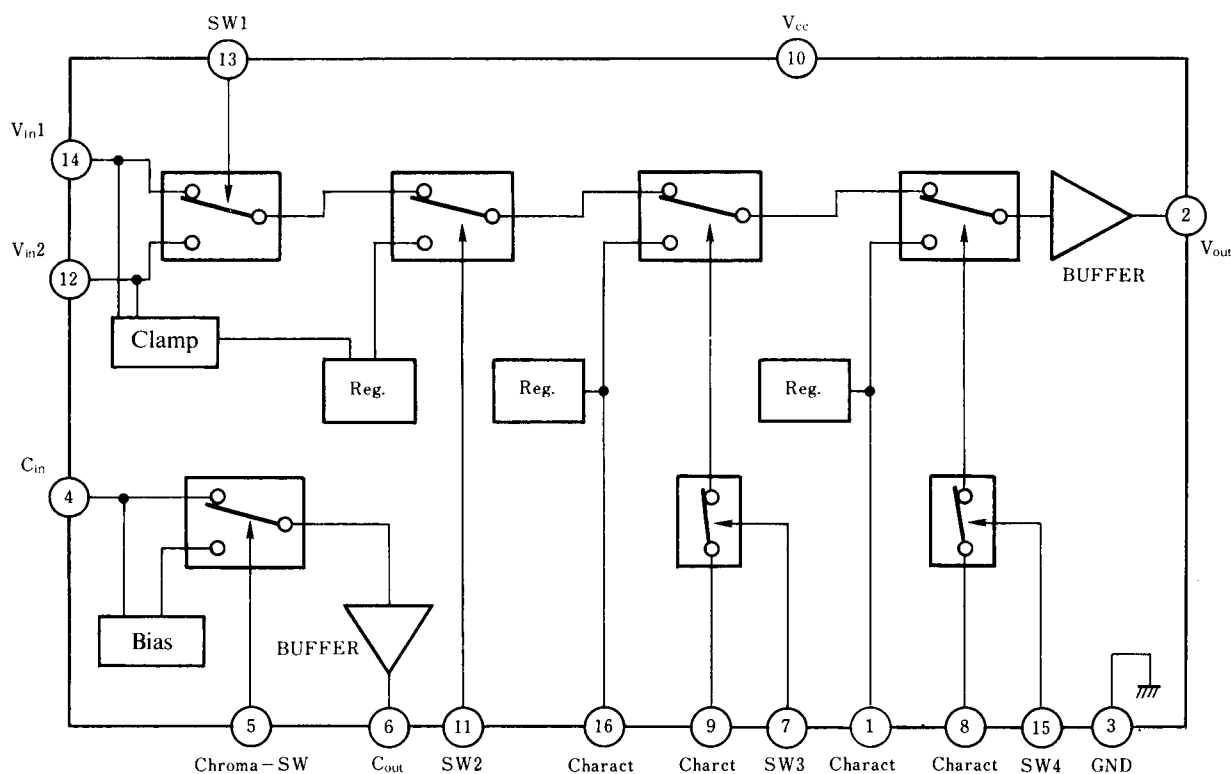 SW1
Vcc
13
10
Vin1
14
Vin2
12
2
Vout
BUFFER
Clamp
Reg.
Reg.
Reg.
Cin
4
Bias
BUFFER
5
6
11
16
9
7
1
8
15
3
Chroma-SW
Cout
SW2
Charact
Charct
SW3
Charact
Charact
SW4
GND